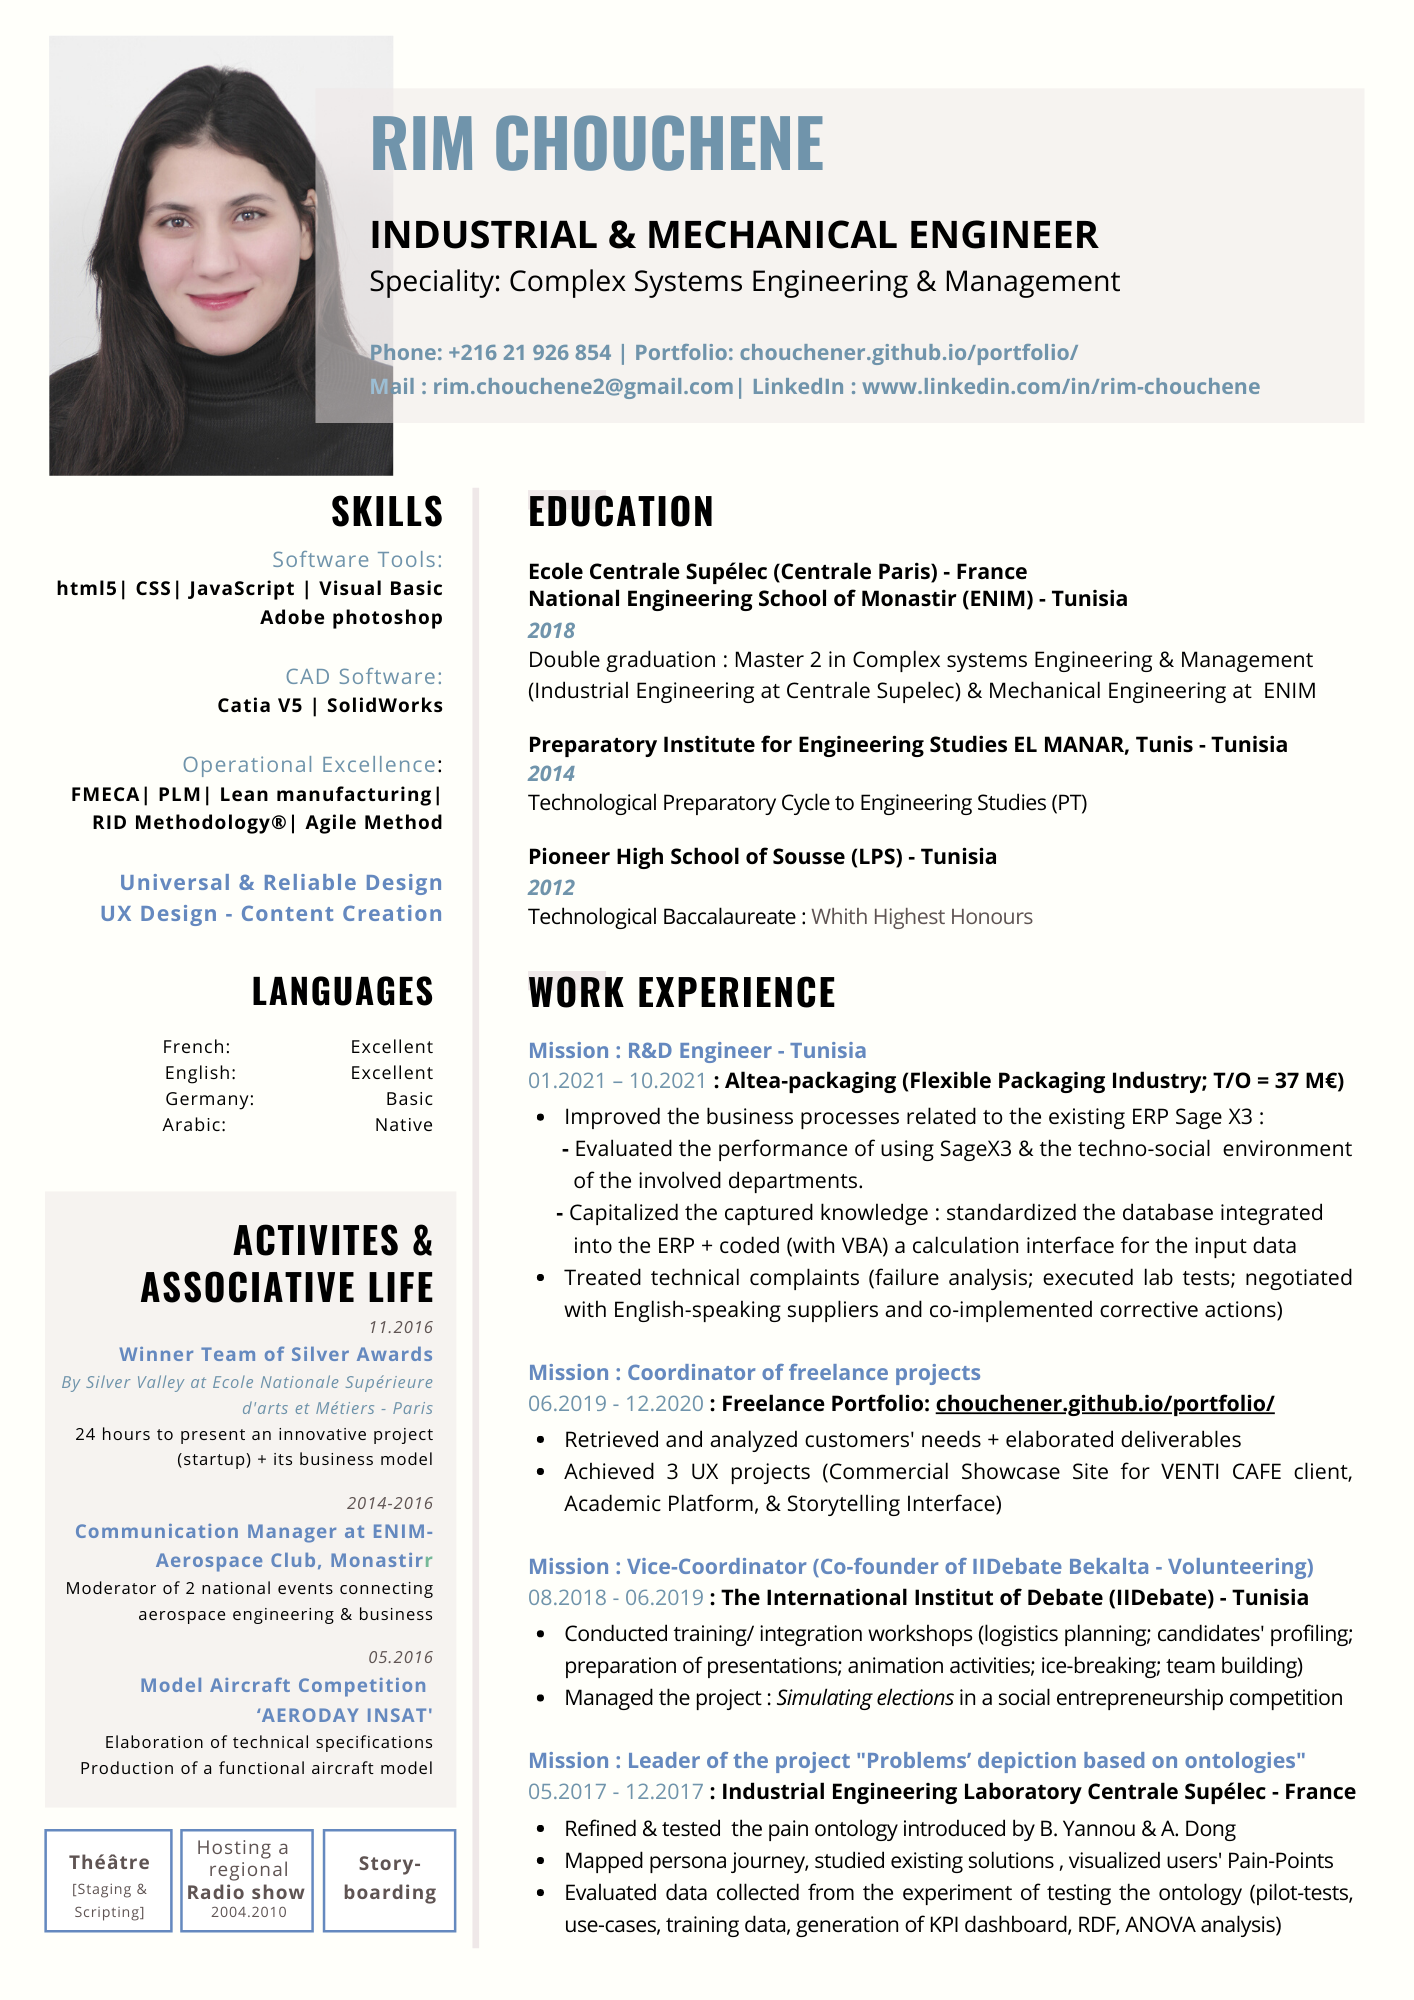 RIM CHOUCHENE
INDUSTRIAL & MECHANICAL ENGINEER
Speciality: Complex Systems Engineering & Management
Phone: +216 21 926 854 | Portfolio: chouchener.github.io/portfolio/
Mail : rim.chouchene2@gmail.com| LinkedIn : www.linkedin.com/in/rim-chouchene
SKILLS
Software Tools:
html5| CSS| JavaScript | Visual Basic
Adobe photoshop
CAD Software:
Catia V5 | SolidWorks
Operational Excellence:
FMECA| PLM| Lean manufacturing|
RID Methodology®| Agile Method
Universal & Reliable Design
UX Design - Content Creation
LANGUAGES
French: Excellent
English: Excellent
Germany: Basic
Arabic: Native
ACTIVITES &
ASSOCIATIVE LIFE
11.2016
Winner Team of Silver Awards
By Silver Valley at Ecole Nationale Supérieure
d'arts et Métiers - Paris
24 hours to present an innovative project
(startup) + its business model
2014-2016
Communication Manager at ENIM-
Aerospace Club, Monastirr
Moderator of 2 national events connecting
aerospace engineering & business
05.2016
Model Aircraft Competition
‘AERODAY INSAT'
Elaboration of technical specifications
Production of a functional aircraft model
Théâtre
[Staging &
Scripting]
Hosting a
regional
Radio show
2004.2010
Story-
boarding
EDUCATION
Ecole Centrale Supélec (Centrale Paris) - France
National Engineering School of Monastir (ENIM) - Tunisia
2018
Double graduation : Master 2 in Complex systems Engineering & Management
(Industrial Engineering at Centrale Supelec) & Mechanical Engineering at ENIM
Preparatory Institute for Engineering Studies EL MANAR, Tunis - Tunisia
2014
Technological Preparatory Cycle to Engineering Studies (PT)
Pioneer High School of Sousse (LPS) - Tunisia
2012
Technological Baccalaureate : Whith Highest Honours
WORK EXPERIENCE
Mission : R&D Engineer - Tunisia
01.2021 – 10.2021 : Altea-packaging (Flexible Packaging Industry; T/O = 37 M€)
• Improved the business processes related to the existing ERP Sage X3 :
- Evaluated the performance of using SageX3 & the techno-social environment
of the involved departments.
- Capitalized the captured knowledge : standardized the database integrated
into the ERP + coded (with VBA) a calculation interface for the input data
• Treated technical complaints (failure analysis; executed lab tests; negotiated
with English-speaking suppliers and co-implemented corrective actions)
Mission : Coordinator of freelance projects
06.2019 - 12.2020 : Freelance Portfolio: chouchener.github.io/portfolio/
• Retrieved and analyzed customers' needs + elaborated deliverables
• Achieved 3 UX projects (Commercial Showcase Site for VENTI CAFE client,
Academic Platform, & Storytelling Interface)
Mission : Vice-Coordinator (Co-founder of IIDebate Bekalta - Volunteering)
08.2018 - 06.2019 : The International Institut of Debate (IIDebate) - Tunisia
• Conducted training/ integration workshops (logistics planning; candidates' profiling;
preparation of presentations; animation activities; ice-breaking; team building)
• Managed the project : Simulating elections in a social entrepreneurship competition
Mission : Leader of the project "Problems’ depiction based on ontologies"
05.2017 - 12.2017 : Industrial Engineering Laboratory Centrale Supélec - France
• Refined & tested the pain ontology introduced by B. Yannou & A. Dong
• Mapped persona journey, studied existing solutions , visualized users' Pain-Points
• Evaluated data collected from the experiment of testing the ontology (pilot-tests,
use-cases, training data, generation of KPI dashboard, RDF, ANOVA analysis)